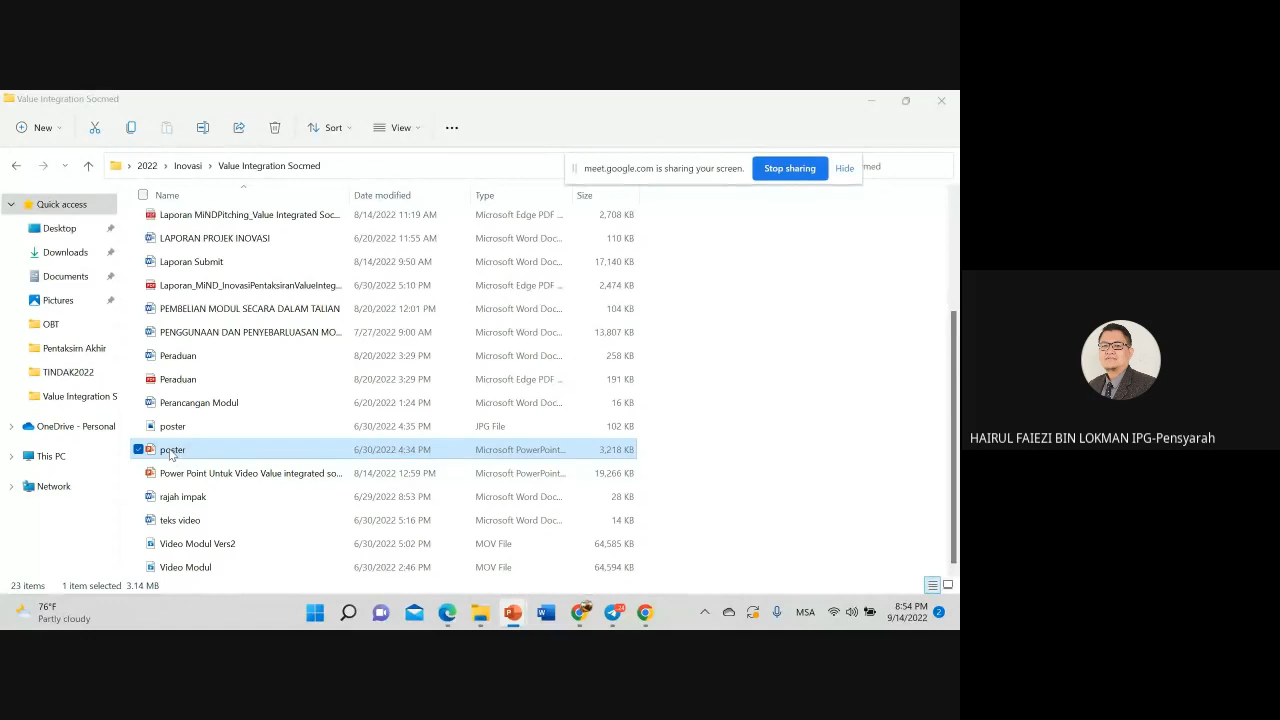 Value Integration Socmed
New
Sort
View
2022 > Inovasi > Value Integration Socmed
meet.google.com is sharing your screen.
Stop sharing
Hide
med
Name Date modified Type Size
Quick access
Desktop
Downloads
Documents
Pictures
OBT
Pentaksirn Akhir
TINDAK2022
Value Integration S
OneDrive - Personal
This PC
Network
Laporan MiNDPitching_Value Integrated Soc... 8/14/2022 11:19 AM Microsoft Edge PDF ... 2,708 KB
LAPORAN PROJEK INOVASI 6/20/2022 11:55 AM Microsoft Word Doc... 110 KB
Laporan Submit 8/14/2022 9:50 AM Microsoft Word Doc... 17,140 KB
Laporan_MiND_InovasiPentaksiranValueInteg... 6/30/2022 5:10 PM Microsoft Edge PDF ... 2,474 KB
PEMBELIAN MODUL SECARA DALAM TALIAN 8/20/2022 12:01 PM Microsoft Word Doc... 104 KB
PENGGUNAAN DAN PENYEBARLUASAN MO... 7/27/2022 9:00 AM Microsoft Word Doc... 13,807 KB
Peraduan 8/20/2022 3:29 PM Microsoft Word Doc... 258 KB
Peraduan 8/20/2022 3:29 PM Microsoft Edge PDF ... 191 KB
Perancangan Modul 6/20/2022 1:24 PM Microsoft Word Doc... 16 KB
poster 6/30/2022 4:35 PM JPG File 102 KB
poster 6/30/2022 4:34 PM Microsoft PowerPoint... 3,218 KB
Power Point Untuk Video Value integrated so... 8/14/2022 12:59 PM Microsoft PowerPoint... 19,266 KB
rajah impak 6/29/2022 8:53 PM Microsoft Word Doc... 28 KB
teks video 6/30/2022 5:16 PM Microsoft Word Doc... 14 KB
Video Modul Vers2 6/30/2022 5:02 PM MOV File 64,585 KB
Video Modul 6/30/2022 2:46 PM MOV File 64,594 KB
23 items 1 item selected 3.14 MB
76°F
Partly cloudy
24
MSA
8:54 PM
9/14/2022
2
HAIRUL FAIEZI BIN LOKMAN IPG-Pensyarah